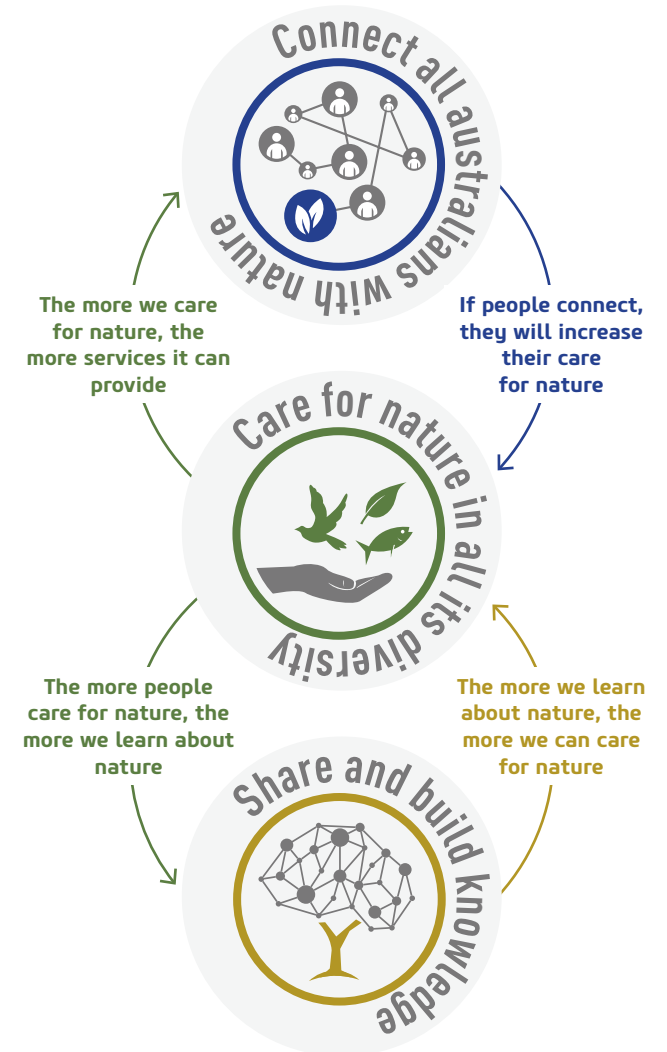 Connect all australians with nature
The more we care
for nature, the
more services it can
provide
If people connect,
they will increase
their care
for nature
Care for nature in all its diversity
The more people
care for nature, the
more we learn about
nature
The more we learn
about nature, the
more we can care
for nature
Share and build knowledge